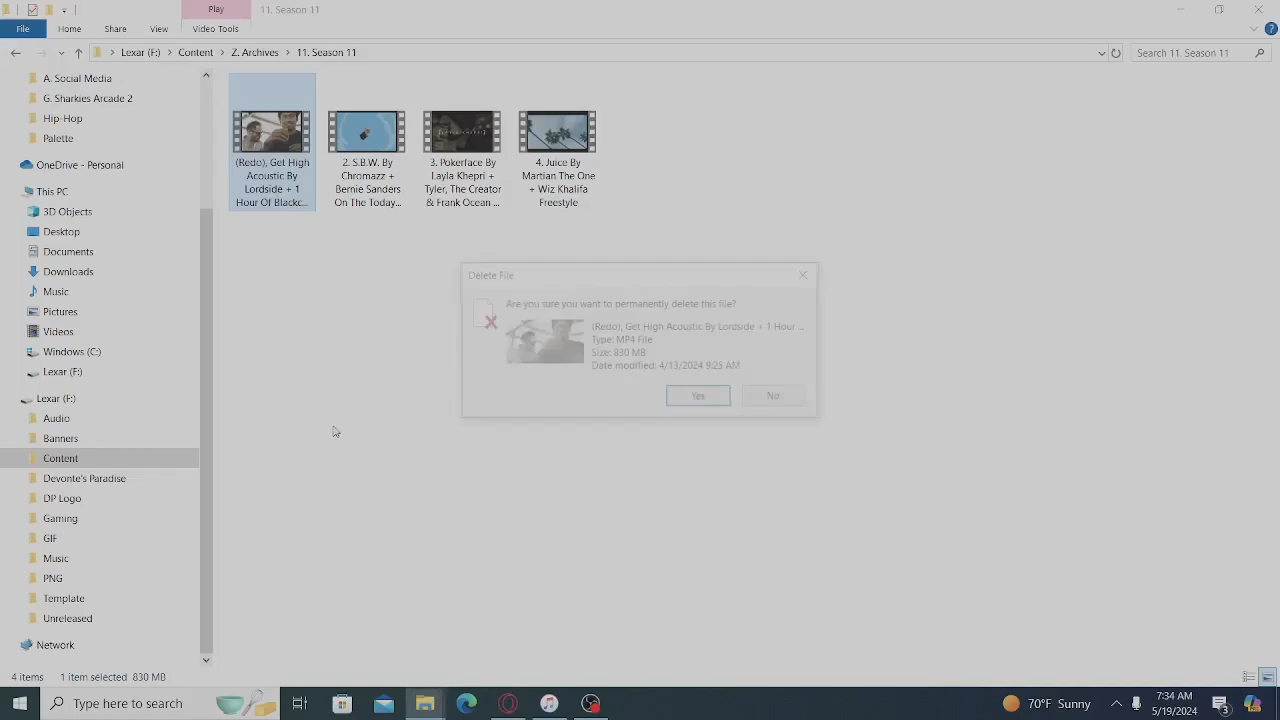 Play
11. Season 11
File
Home
Share
View
Video Tools
Lexar (F:)
Content
Z. Archives
11. Season 11
Search 11. Season 11
A. Social Media
G. Sharkies Arcade 2
Hip-Hop
Palette
OneDrive - Personal
This PC
3D Objects
Desktop
Documents
Downloads
Music
Pictures
Videos
Windows (C:)
Lexar (F:)
Lexar (F:)
Audio
Banners
Content
Devonte's Paradise
DP Logo
Gaming
GIF
Music
PNG
Template
Unreleased
Network
(Redo), Get High
Acoustic By
Lordside + 1
Hour Of Blackc...
2. S.B.W. By
Chromazz +
Bernie Sanders
On The Today...
3. Pokerface By
Layla Khepri +
Tyler, The Creator
& Frank Ocean ...
4. Juice By
Martian The One
+ Wiz Khalifa
Freestyle
Delete File
Are you sure you want to permanently delete this file?
(Redo), Get High Acoustic By Lordside + 1 Hour ...
Type: MP4 File
Size: 830 MB
Date modified: 4/13/2024 9:25 AM
Yes
No
4 items
1 item selected 830 MB
Type here to search
70°F Sunny
7:34 AM
5/19/2024
3